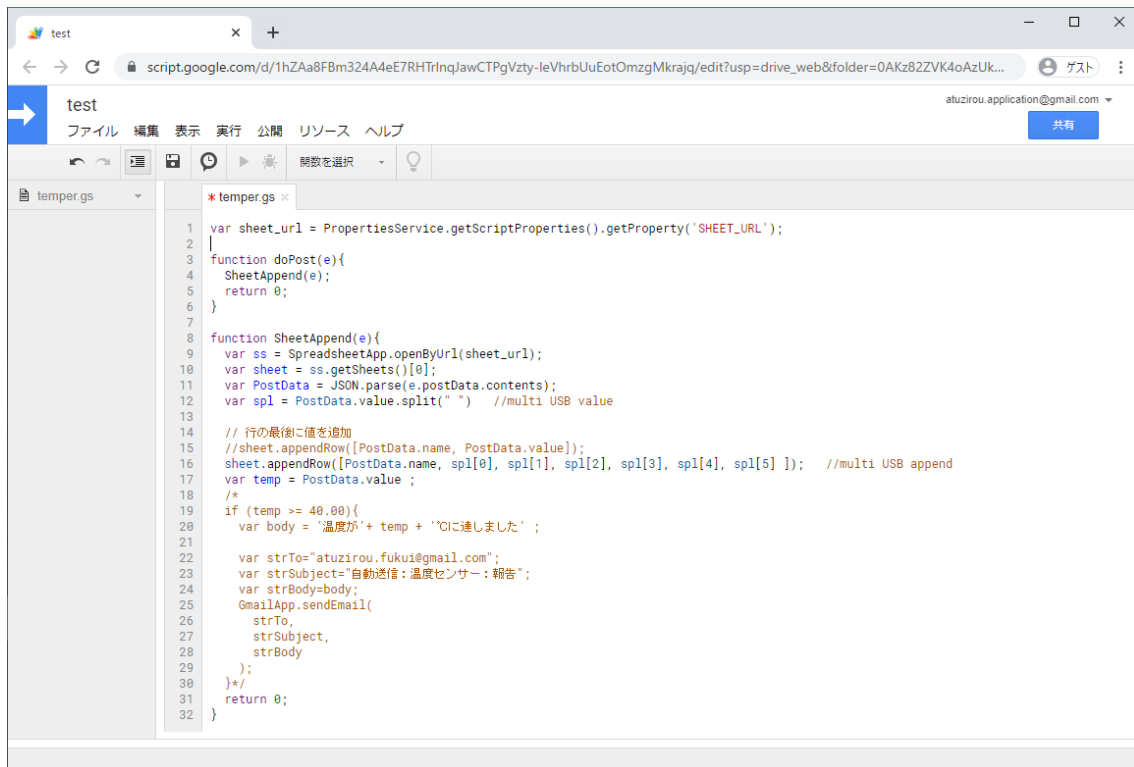 test
script.google.com/d/1hZAa8FBm324A4eE7RHTrInqJawCTPgVzty-IeVhrbUuEotOmzgMkrajq/edit?usp=drive_web&folder=0AKz82ZVK4oAzUk...
ゲスト
test
atuzirou.application@gmail.com
ファイル 編集 表示 実行 公開 リソース ヘルプ
共有
関数を選択
temper.gs
* temper.gs
1 var sheet_url = PropertiesService.getScriptProperties().getProperty('SHEET_URL');
2
3 function doPost(e){
4   SheetAppend(e);
5   return 0;
6 }
7
8 function SheetAppend(e){
9   var ss = SpreadsheetApp.openByUrl(sheet_url);
10   var sheet = ss.getSheets()[0];
11   var PostData = JSON.parse(e.postData.contents);
12   var spl = PostData.value.split(" ")   //multi USB value
13
14   // 行の最後に値を追加
15   //sheet.appendRow([PostData.name, PostData.value]);
16   sheet.appendRow([PostData.name, spl[0], spl[1], spl[2], spl[3], spl[4], spl[5] ]);   //multi USB append
17   var temp = PostData.value ;
18   /*
19   if (temp >= 40.00){
20     var body = '温度が'+ temp + '℃に達しました' ;
21
22     var strTo="atuzirou.fukui@gmail.com";
23     var strSubject="自動送信：温度センサー：報告";
24     var strBody=body;
25     GmailApp.sendEmail(
26       strTo,
27       strSubject,
28       strBody
29     );
30   }*/
31   return 0;
32 }